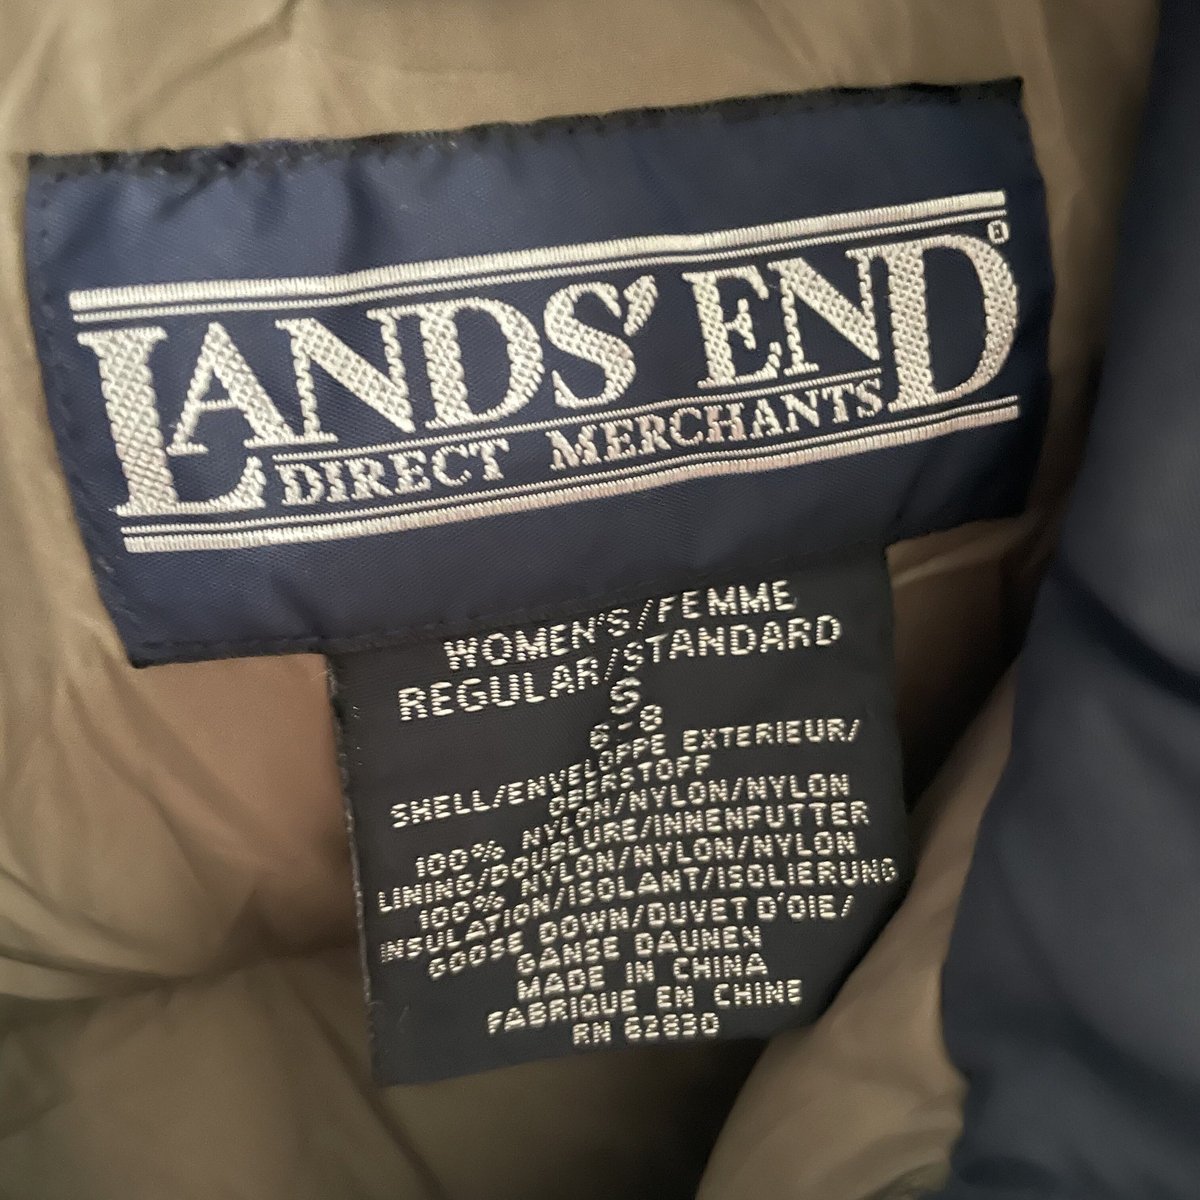 LANDS' END®
DIRECT MERCHANTS
WOMEN'S/FEMME
REGULAR/STANDARD
S
6-8
SHELL/ENVELOPPE EXTERIEUR/
OBERSTOFF
100% NYLON/NYLON/NYLON
LINING/DOUBLURE/INNENFUTTER
100% NYLON/NYLON/NYLON
INSULATION/ISOLANT/ISOLIERUNG
GOOSE DOWN/DUVET D'OIE/
GANSE DAUNEN
MADE IN CHINA
FABRIQUE EN CHINE
RN 62830